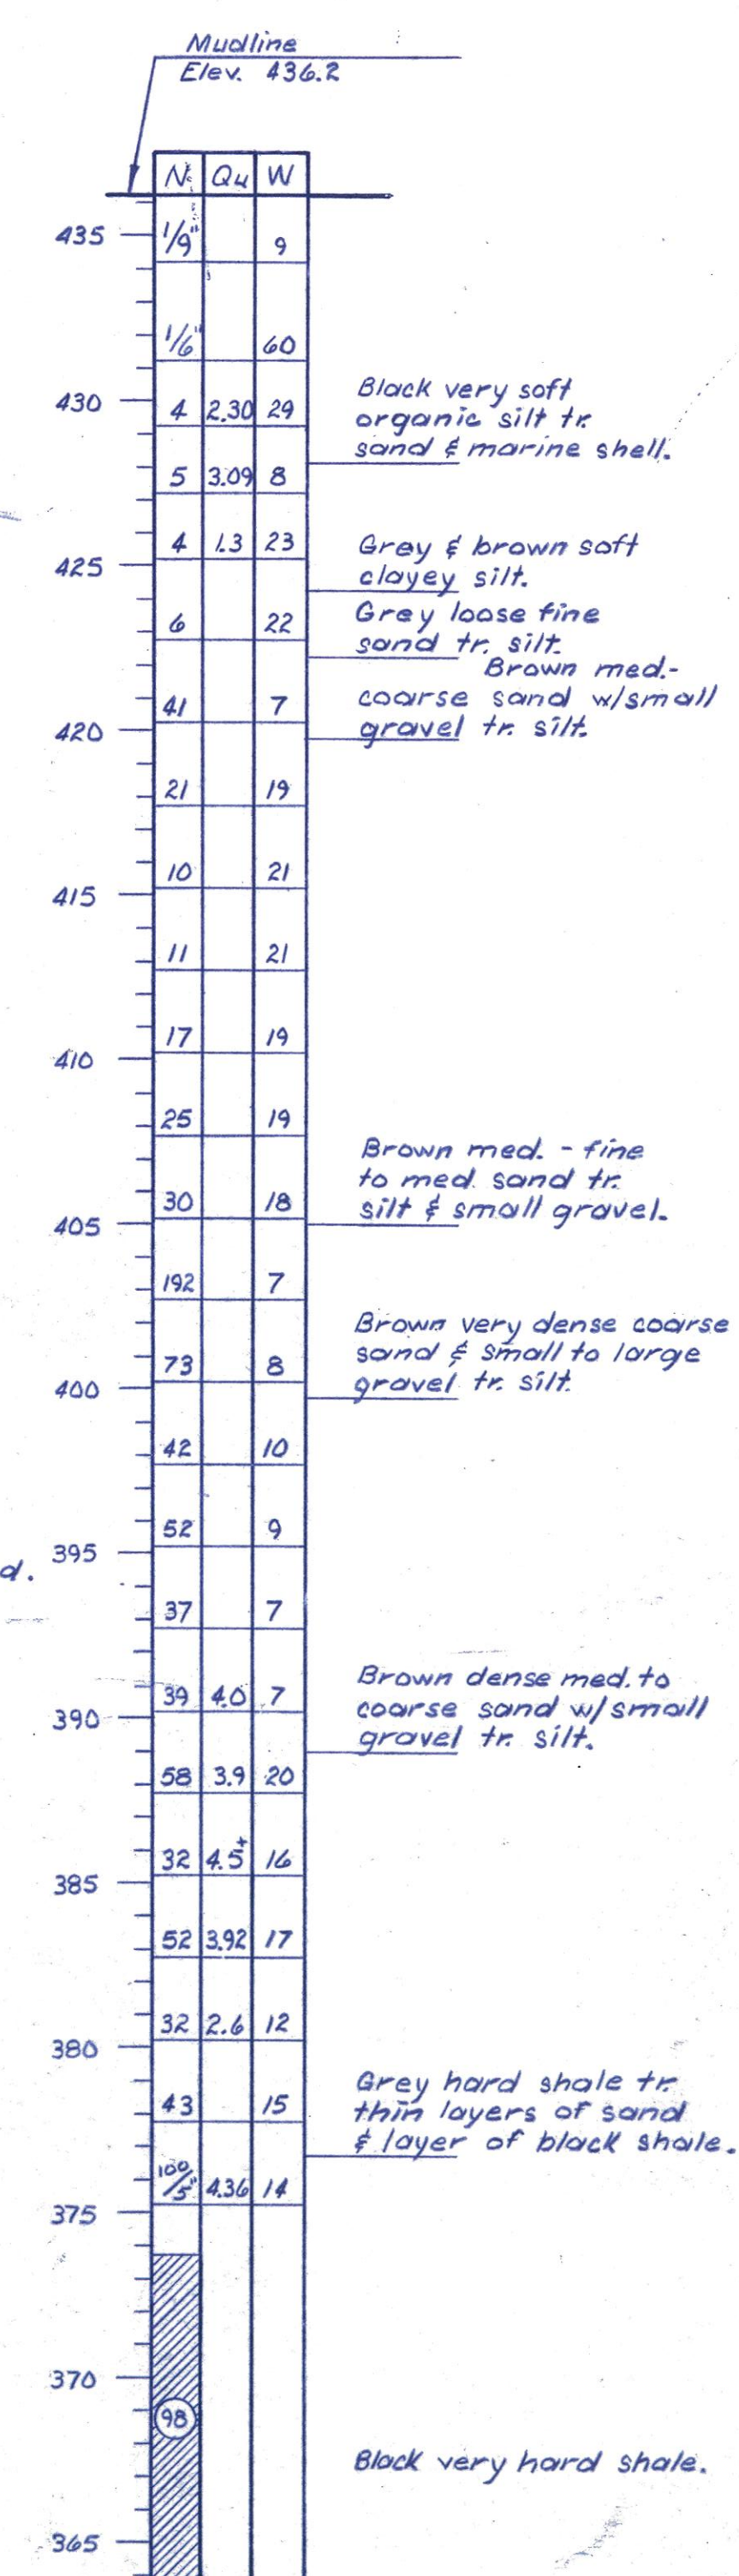 Mudline
Elev. 436.2
N. Qu W
435 1/9" 9
1/6" 60
Black very soft
430 4 2.30 29 organic silt tr.
sand & marine shell.
5 3.09 8
4 1.3 23 Grey & brown soft
425 clayey silt.
Grey loose fine
6 22 sand tr. silt.
Brown med.-
41 7 coarse sand w/small
420 gravel tr. silt.
21 19
10 21
415
11 21
17 19
410
25 19
Brown med. - fine
to med. sand tr.
30 18 silt & small gravel.
405
192 7
Brown very dense coarse
73 8 sand & small to large
400 gravel tr. silt.
42 10
52 9
395
d.
37 7
Brown dense med. to
39 4.0 7 coarse sand w/small
390 gravel tr. silt.
58 3.9 20
32 4.5+ 16
385
52 3.92 17
32 2.6 12
380
Grey hard shale tr.
43 15 thin layers of sand
& layer of black shale.
100/5" 4.36 14
375
370
98
Black very hard shale.
365